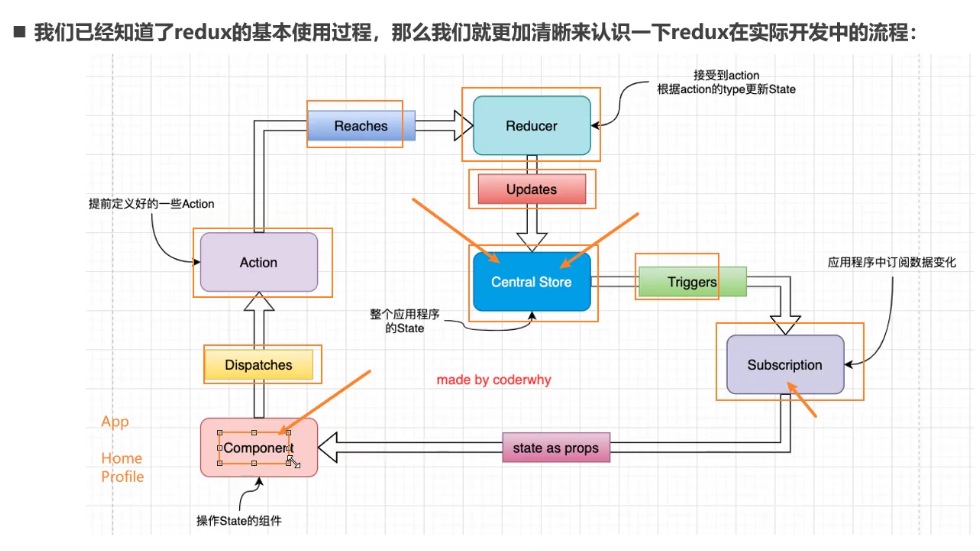 ■ 我们已经知道了redux的基本使用过程，那么我们就更加清晰来认识一下redux在实际开发中的流程：
接受到action
根据action的type更新State
Reaches
Reducer
Updates
提前定义好的一些Action
Action
Central Store
Triggers
应用程序中订阅数据变化
整个应用程序
的State
Dispatches
made by coderwhy
Subscription
App
Component
state as props
Home
Profile
操作State的组件